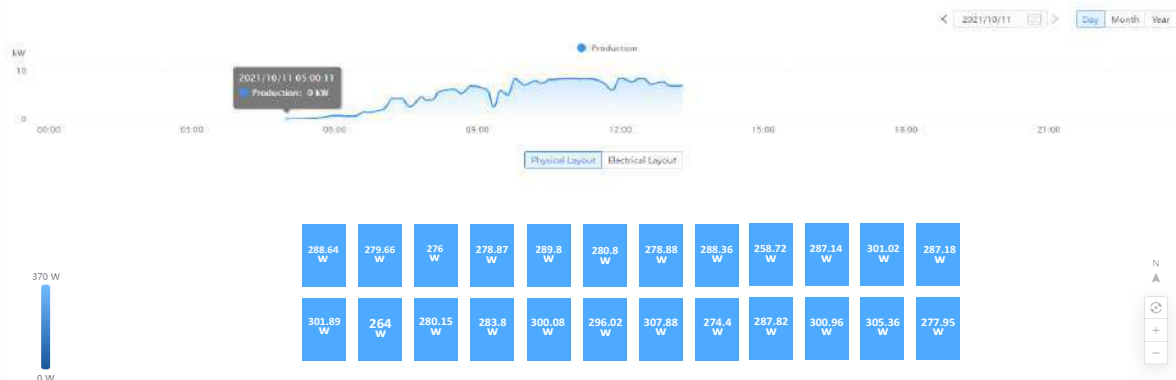 2021/10/11
Day Month Year
kW
Production
10
2021/10/11 05:00:11
Production: 0 kW
0
00:00 03:00 06:00 09:00 12:00 15:00 18:00 21:00
Physical Layout Electrical Layout
288.64 W 279.66 W 276 W 278.87 W 289.8 W 280.8 W 278.88 W 288.36 W 258.72 W 287.14 W 301.02 W 287.18 W
370 W
N
301.89 W 264 W 280.15 W 283.8 W 300.08 W 296.02 W 307.88 W 274.4 W 287.82 W 300.96 W 305.36 W 277.95 W
0 W